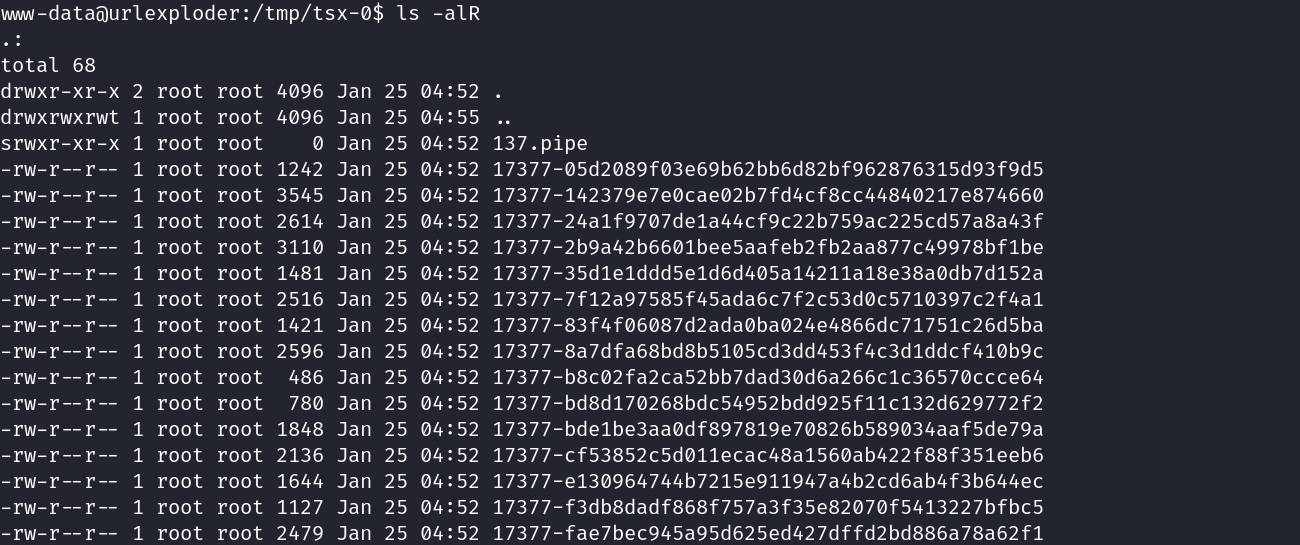 www-data@urlexploder:/tmp/tsx-0$ ls -alR
.:
total 68
drwxr-xr-x 2 root root 4096 Jan 25 04:52 .
drwxrwxrwt 1 root root 4096 Jan 25 04:55 ..
srwxr-xr-x 1 root root    0 Jan 25 04:52 137.pipe
-rw-r--r-- 1 root root 1242 Jan 25 04:52 17377-05d2089f03e69b62bb6d82bf962876315d93f9d5
-rw-r--r-- 1 root root 3545 Jan 25 04:52 17377-142379e7e0cae02b7fd4cf8cc44840217e874660
-rw-r--r-- 1 root root 2614 Jan 25 04:52 17377-24a1f9707de1a44cf9c22b759ac225cd57a8a43f
-rw-r--r-- 1 root root 3110 Jan 25 04:52 17377-2b9a42b6601bee5aafeb2fb2aa877c49978bf1be
-rw-r--r-- 1 root root 1481 Jan 25 04:52 17377-35d1e1ddd5e1d6d405a14211a18e38a0db7d152a
-rw-r--r-- 1 root root 2516 Jan 25 04:52 17377-7f12a97585f45ada6c7f2c53d0c5710397c2f4a1
-rw-r--r-- 1 root root 1421 Jan 25 04:52 17377-83f4f06087d2ada0ba024e4866dc71751c26d5ba
-rw-r--r-- 1 root root 2596 Jan 25 04:52 17377-8a7dfa68bd8b5105cd3dd453f4c3d1ddcf410b9c
-rw-r--r-- 1 root root  486 Jan 25 04:52 17377-b8c02fa2ca52bb7dad30d6a266c1c36570ccce64
-rw-r--r-- 1 root root  780 Jan 25 04:52 17377-bd8d170268bdc54952bdd925f11c132d629772f2
-rw-r--r-- 1 root root 1848 Jan 25 04:52 17377-bde1be3aa0df897819e70826b589034aaf5de79a
-rw-r--r-- 1 root root 2136 Jan 25 04:52 17377-cf53852c5d011ecac48a1560ab422f88f351eeb6
-rw-r--r-- 1 root root 1644 Jan 25 04:52 17377-e130964744b7215e911947a4b2cd6ab4f3b644ec
-rw-r--r-- 1 root root 1127 Jan 25 04:52 17377-f3db8dadf868f757a3f35e82070f5413227bfbc5
-rw-r--r-- 1 root root 2479 Jan 25 04:52 17377-fae7bec945a95d625ed427dffd2bd886a78a62f1